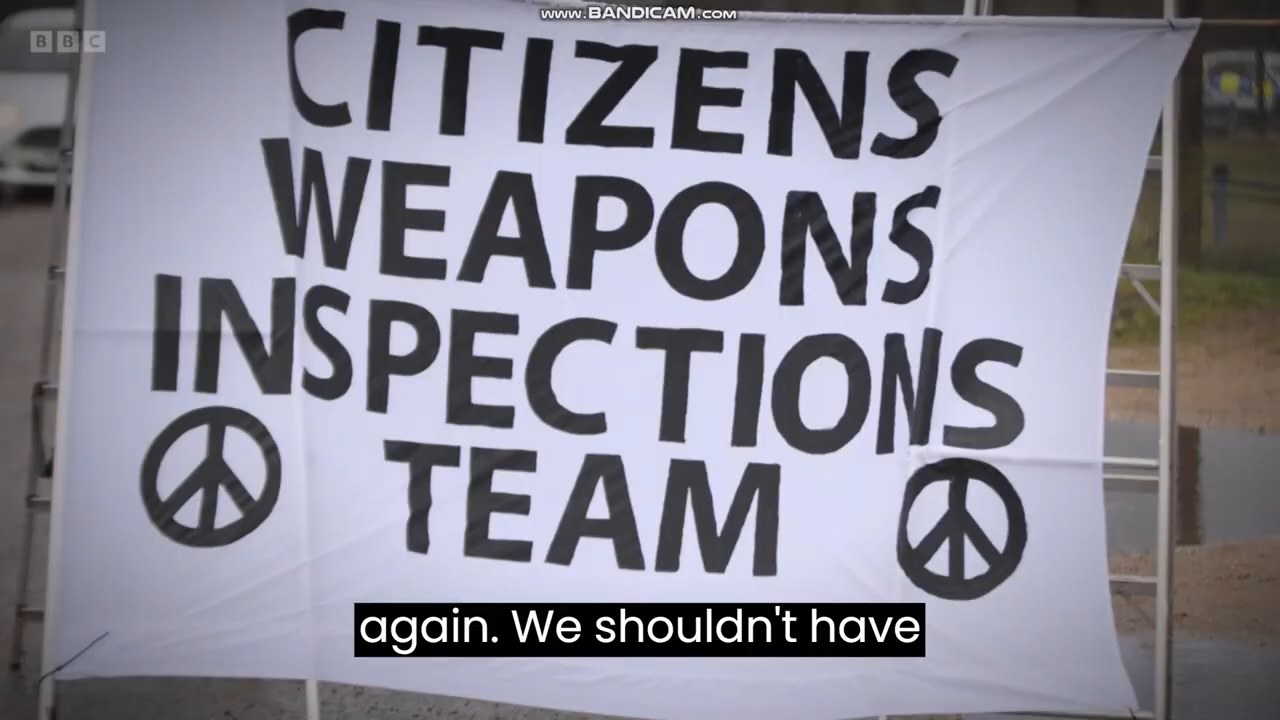 www.BANDICAM.com
BBC
CITIZENS
WEAPONS
INSPECTIONS
TEAM
again. We shouldn't have